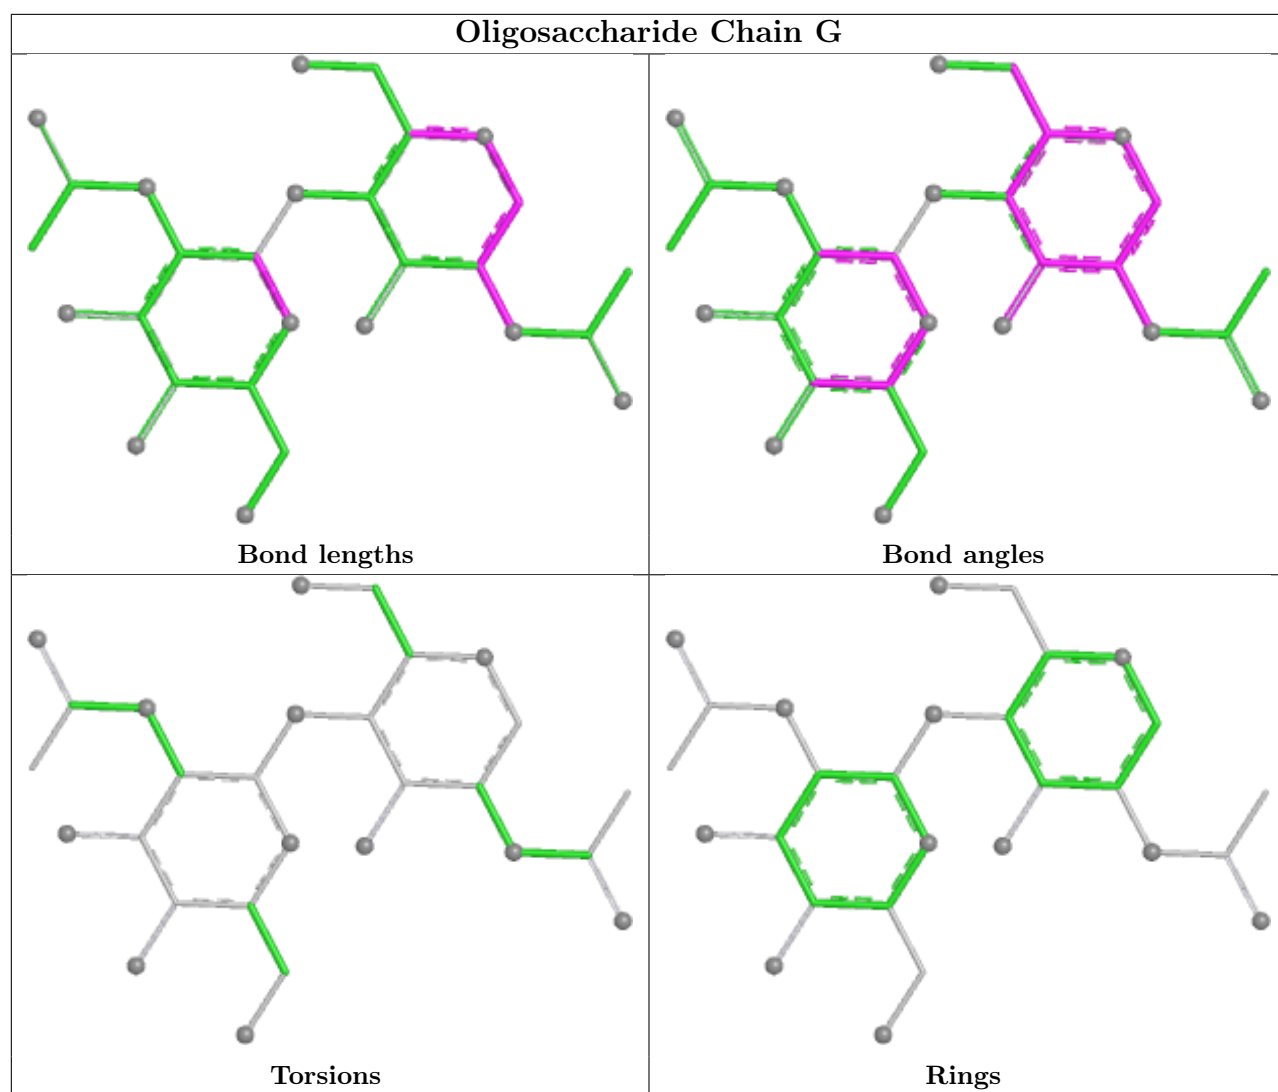 Oligosaccharide Chain G
Bond lengths
Bond angles
Torsions
Rings